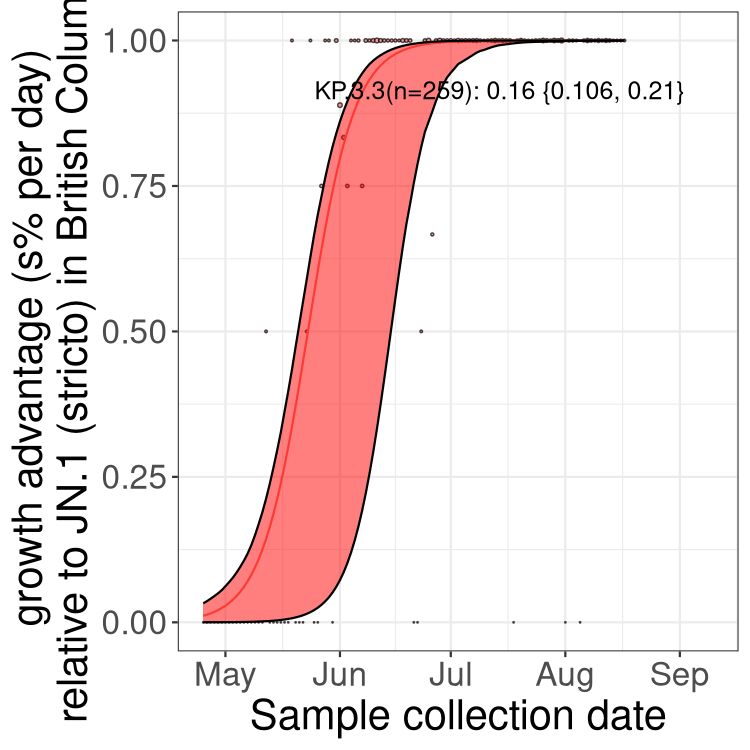 growth advantage (s% per day)
relative to JN.1 (stricto) in British Colum
1.00
0.75
0.50
0.25
0.00
KP.3.3(n=259): 0.16 {0.106, 0.21}
May Jun Jul Aug Sep
Sample collection date